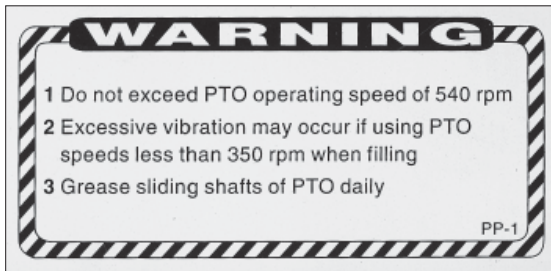 WARNING
1 Do not exceed PTO operating speed of 540 rpm
2 Excessive vibration may occur if using PTO
speeds less than 350 rpm when filling
3 Grease sliding shafts of PTO daily
PP-1